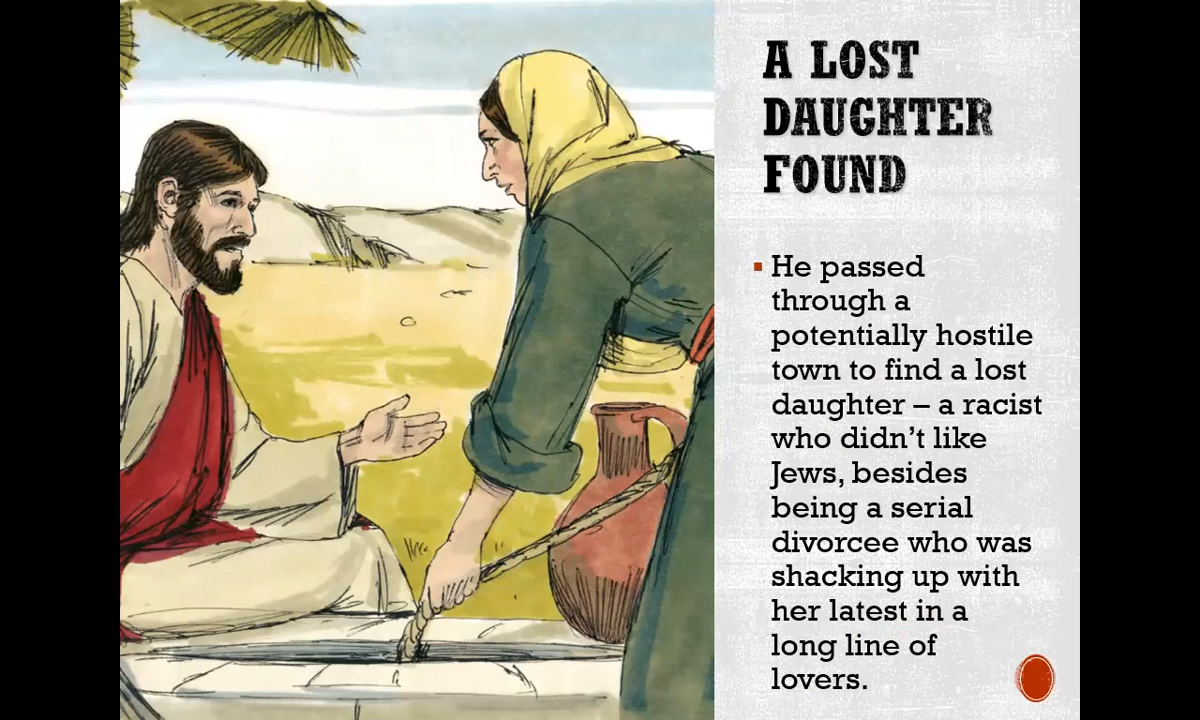 A LOST
DAUGHTER
FOUND
He passed
through a
potentially hostile
town to find a lost
daughter – a racist
who didn’t like
Jews, besides
being a serial
divorcee who was
shacking up with
her latest in a
long line of
lovers.